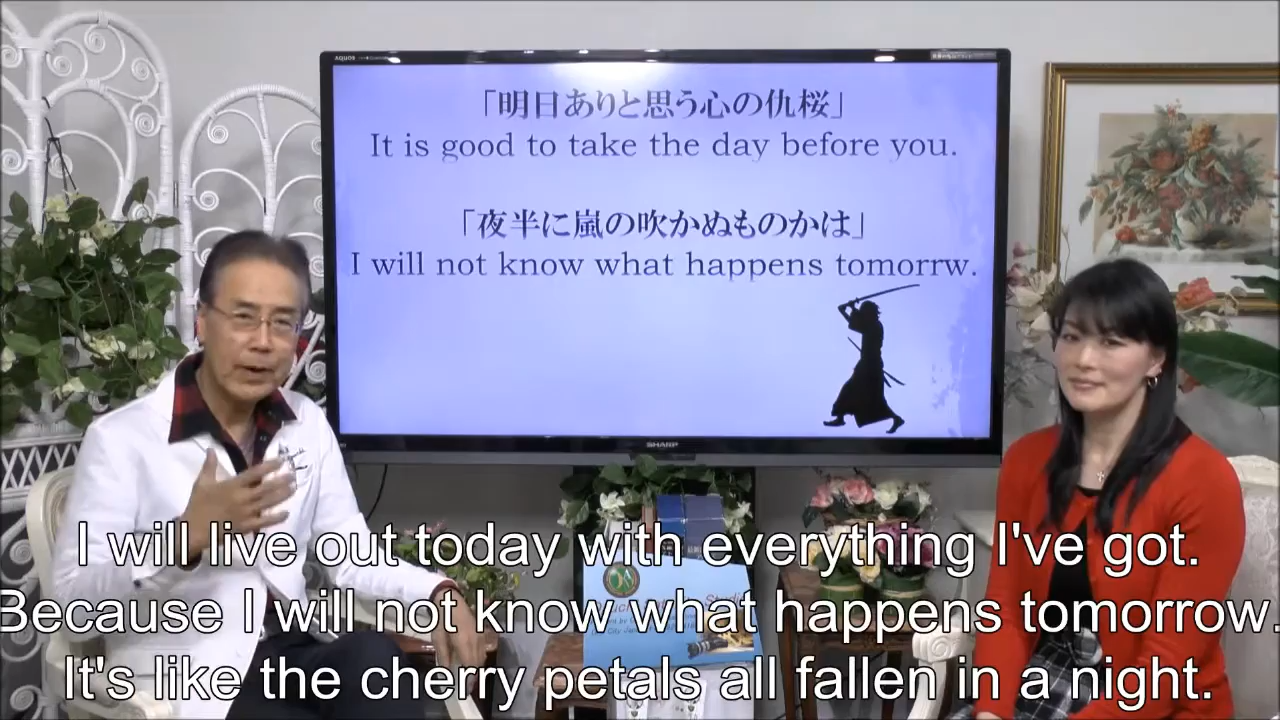 AQUOS
「明日ありと思う心の仇桜」
It is good to take the day before you.
「夜半に嵐の吹かぬものかは」
I will not know what happens tomorrw.
SHARP
I will live out today with everything I've got.
Because I will not know what happens tomorrow.
It's like the cherry petals all fallen in a night.